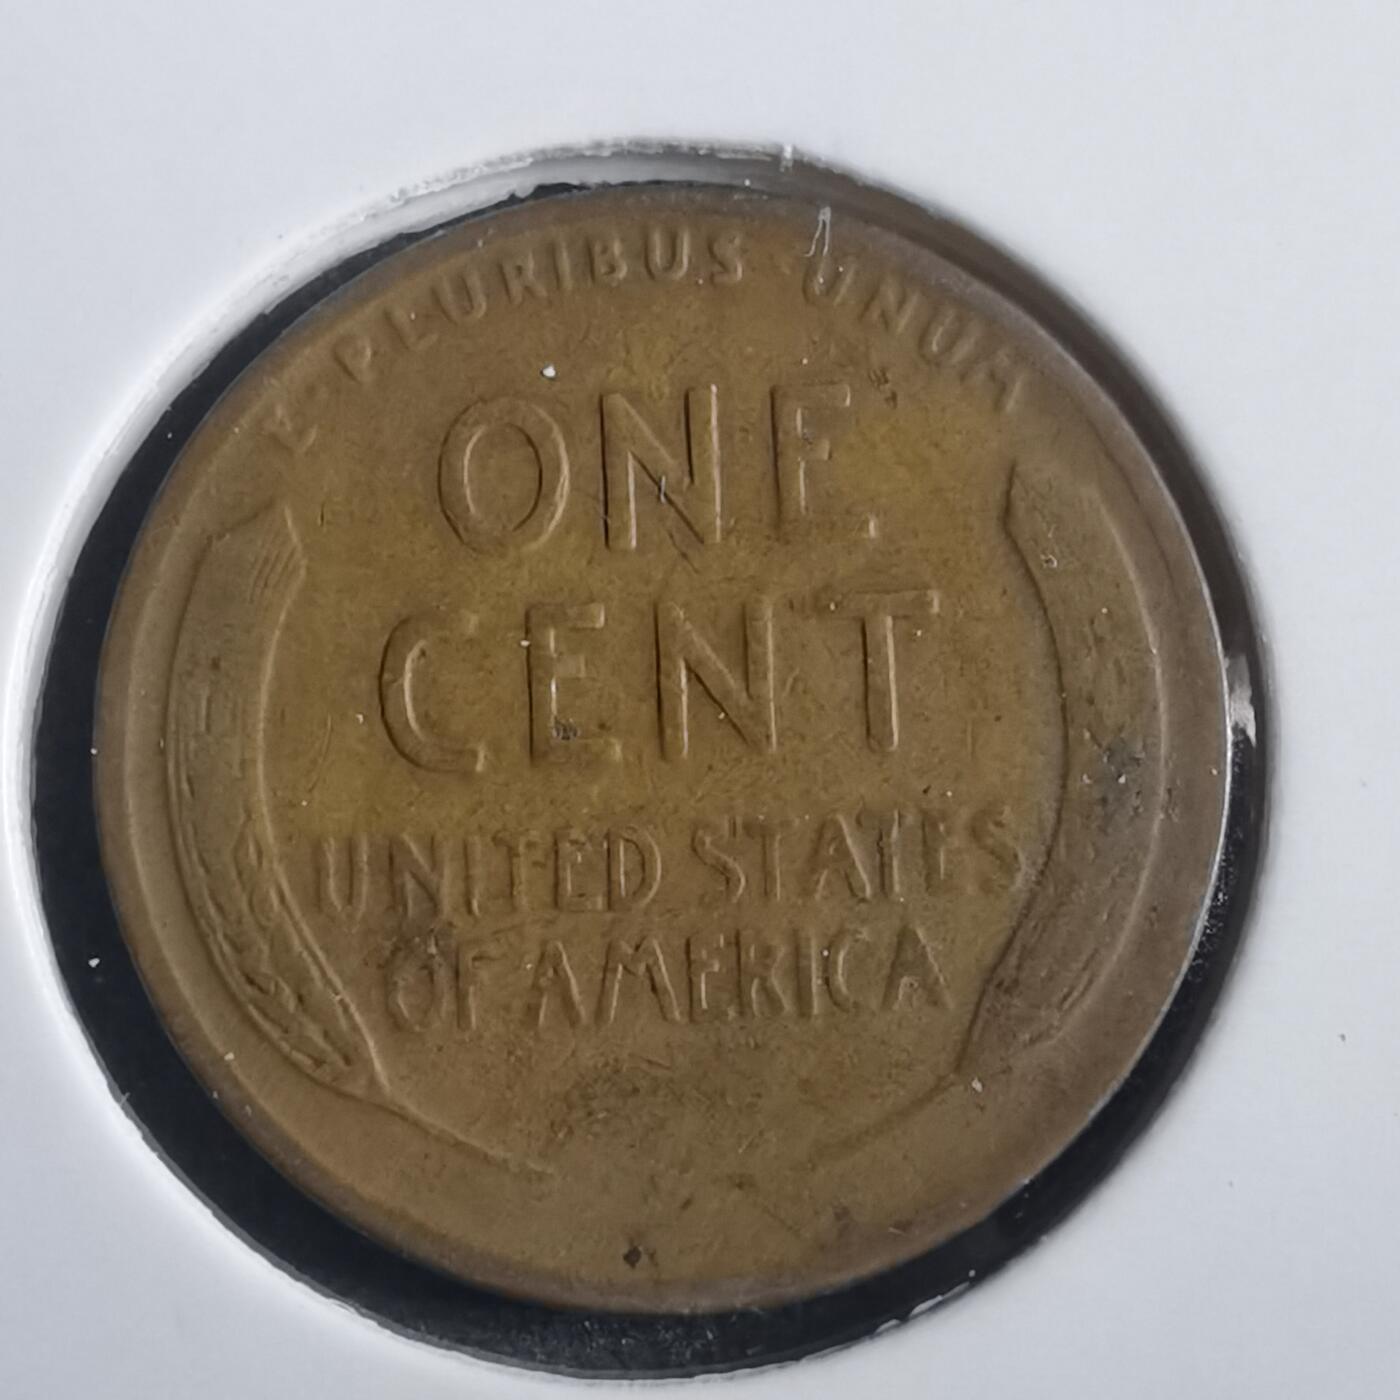 E·PLURIBUS·UNUM
ONE
CENT
UNITED STATES
OF AMERICA